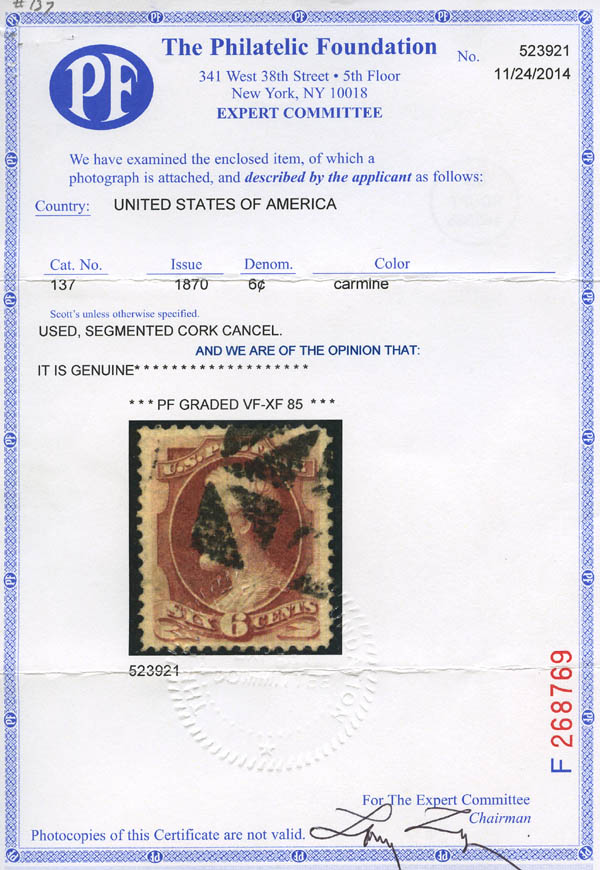 #137
PF
The Philatelic Foundation
No. 523921
341 West 38th Street • 5th Floor
11/24/2014
New York, NY 10018
EXPERT COMMITTEE
We have examined the enclosed item, of which a
photograph is attached, and described by the applicant as follows:
Country: UNITED STATES OF AMERICA
Cat. No. Issue Denom. Color
137 1870 6¢ carmine
Scott's unless otherwise specified.
USED, SEGMENTED CORK CANCEL.
AND WE ARE OF THE OPINION THAT:
IT IS GENUINE* * * * * * * * * * * * * * * * * * *
* * * PF GRADED VF-XF 85 * * *
U.S. P
SIX 6 CENTS
523921
F 268769
For The Expert Committee
Chairman
Photocopies of this Certificate are not valid.